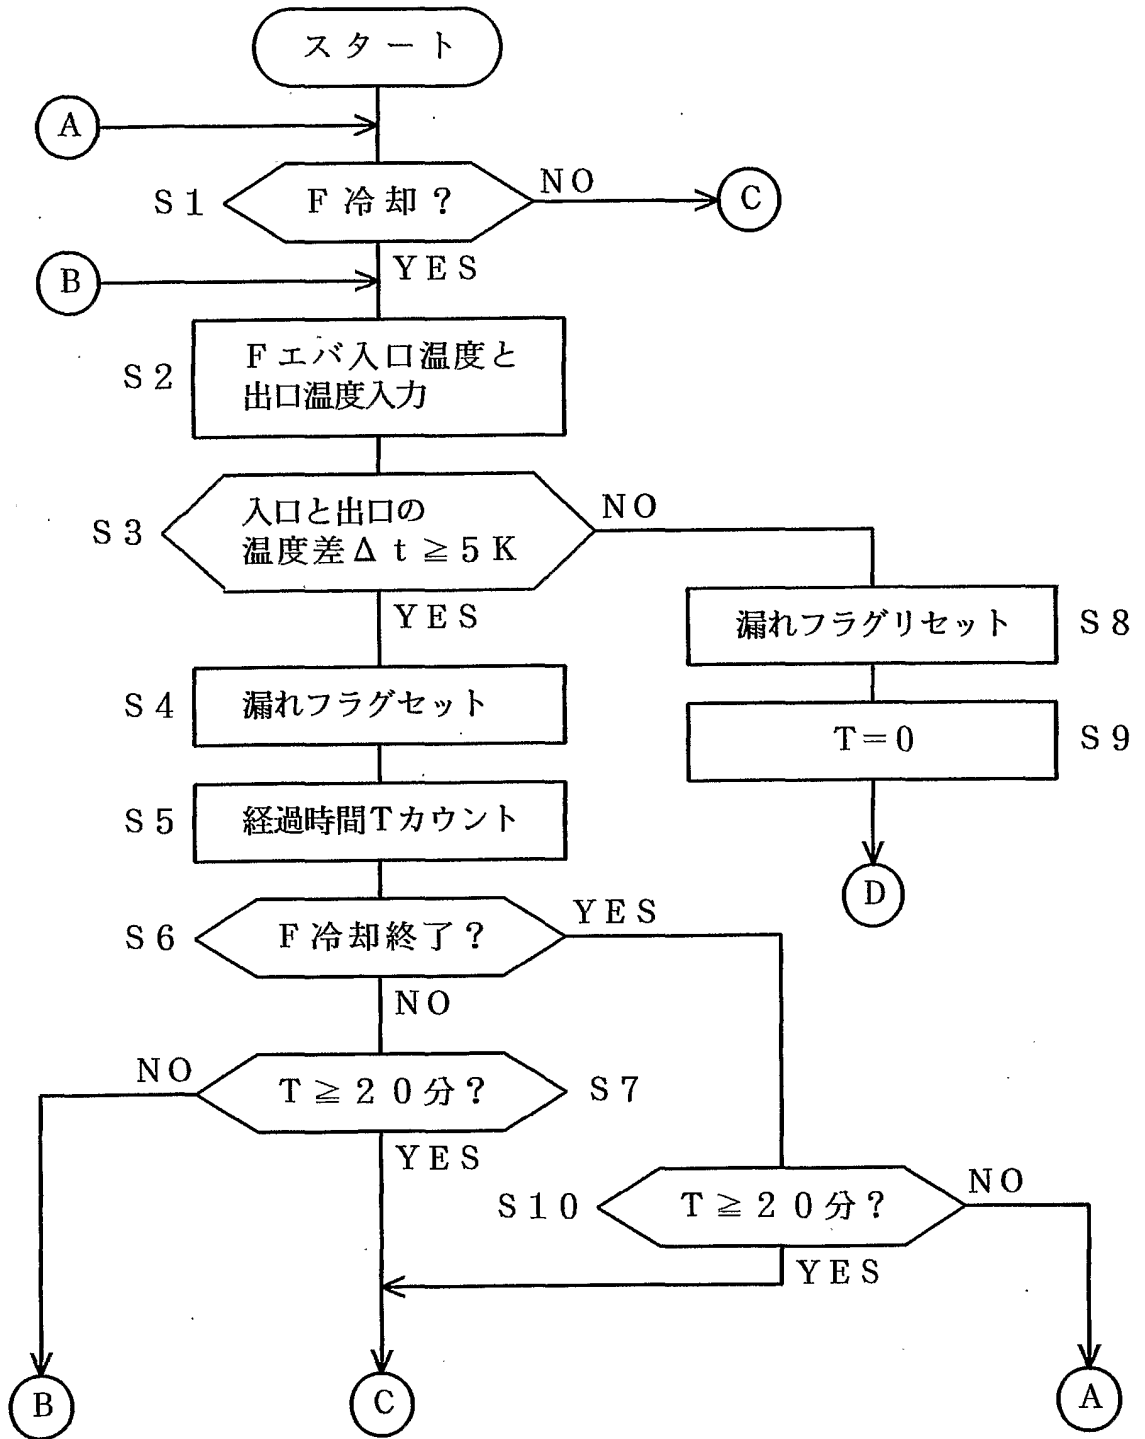 スタート
A
S1
F冷却?
NO
C
YES
B
S2
Fエバ入口温度と
出口温度入力
S3
入口と出口の
温度差Δt≧5K
NO
YES
漏れフラグリセット
S8
S4
漏れフラグセット
T=0
S9
S5
経過時間Tカウント
D
S6
F冷却終了?
YES
NO
NO
T≧20分?
S7
YES
S10
T≧20分?
NO
YES
B
C
A